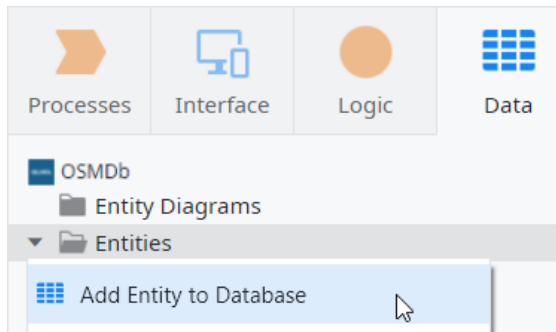 Processes Interface Logic Data
OSMDb
Entity Diagrams
Entities
Add Entity to Database